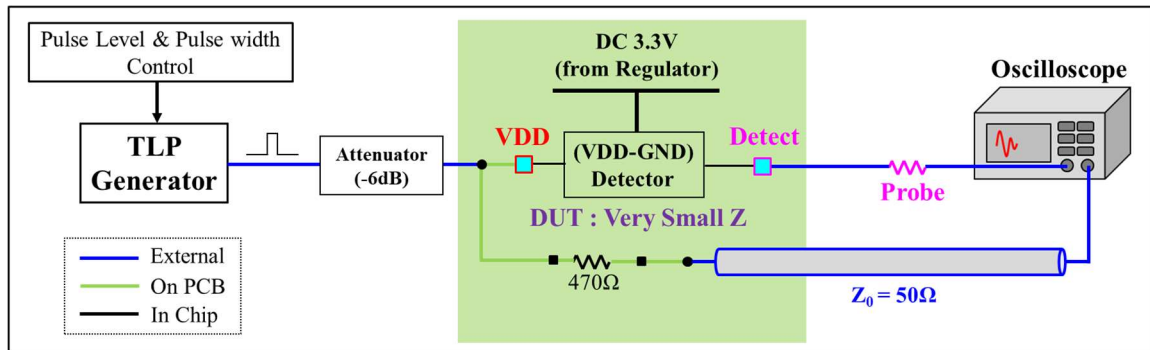 Pulse Level & Pulse width
Control
TLP
Generator
Attenuator
(-6dB)
DC 3.3V
(from Regulator)
VDD
(VDD-GND)
Detector
Detect
DUT : Very Small Z
470Ω
Oscilloscope
Probe
Z₀ = 50Ω
External
On PCB
In Chip